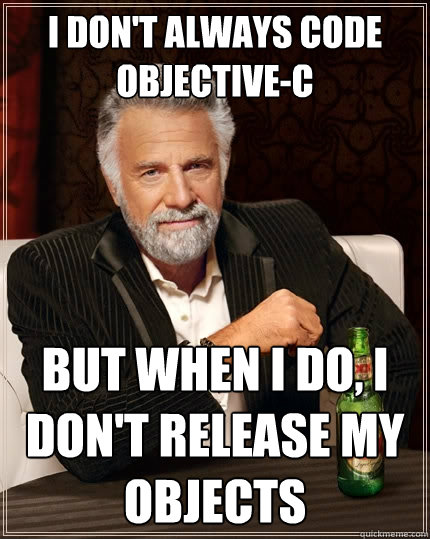 I DON'T ALWAYS CODE
OBJECTIVE-C
BUT WHEN I DO, I
DON'T RELEASE MY
OBJECTS
quickmeme.com